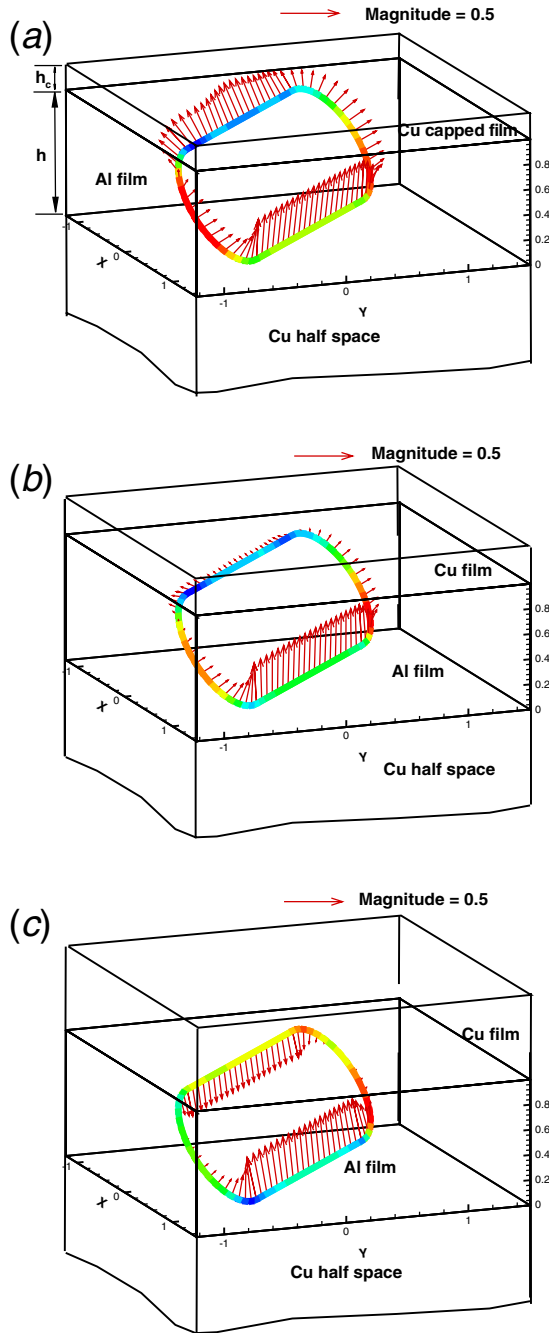 (a)
Magnitude = 0.5
hc
h
Al film
Cu capped film
0.8
0.6
0.4
0.2
0
-1
0
1
X
-1
0
1
Y
Cu half space
(b)
Magnitude = 0.5
Cu film
0.8
0.6
0.4
0.2
0
Al film
-1
0
1
X
-1
0
1
Y
Cu half space
(c)
Magnitude = 0.5
Cu film
0.8
0.6
0.4
0.2
0
Al film
-1
0
1
X
-1
0
1
Y
Cu half space